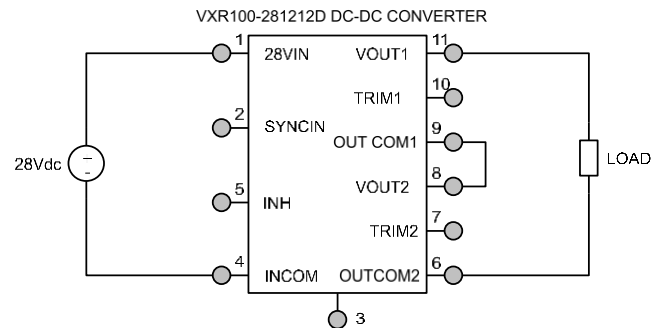 VXR100-281212D DC-DC CONVERTER
1 28VIN VOUT1 11
TRIM1 10
2 SYNCIN
OUT COM1 9
28Vdc
LOAD
VOUT2 8
5 INH
TRIM2 7
4 INCOM OUTCOM2 6
3